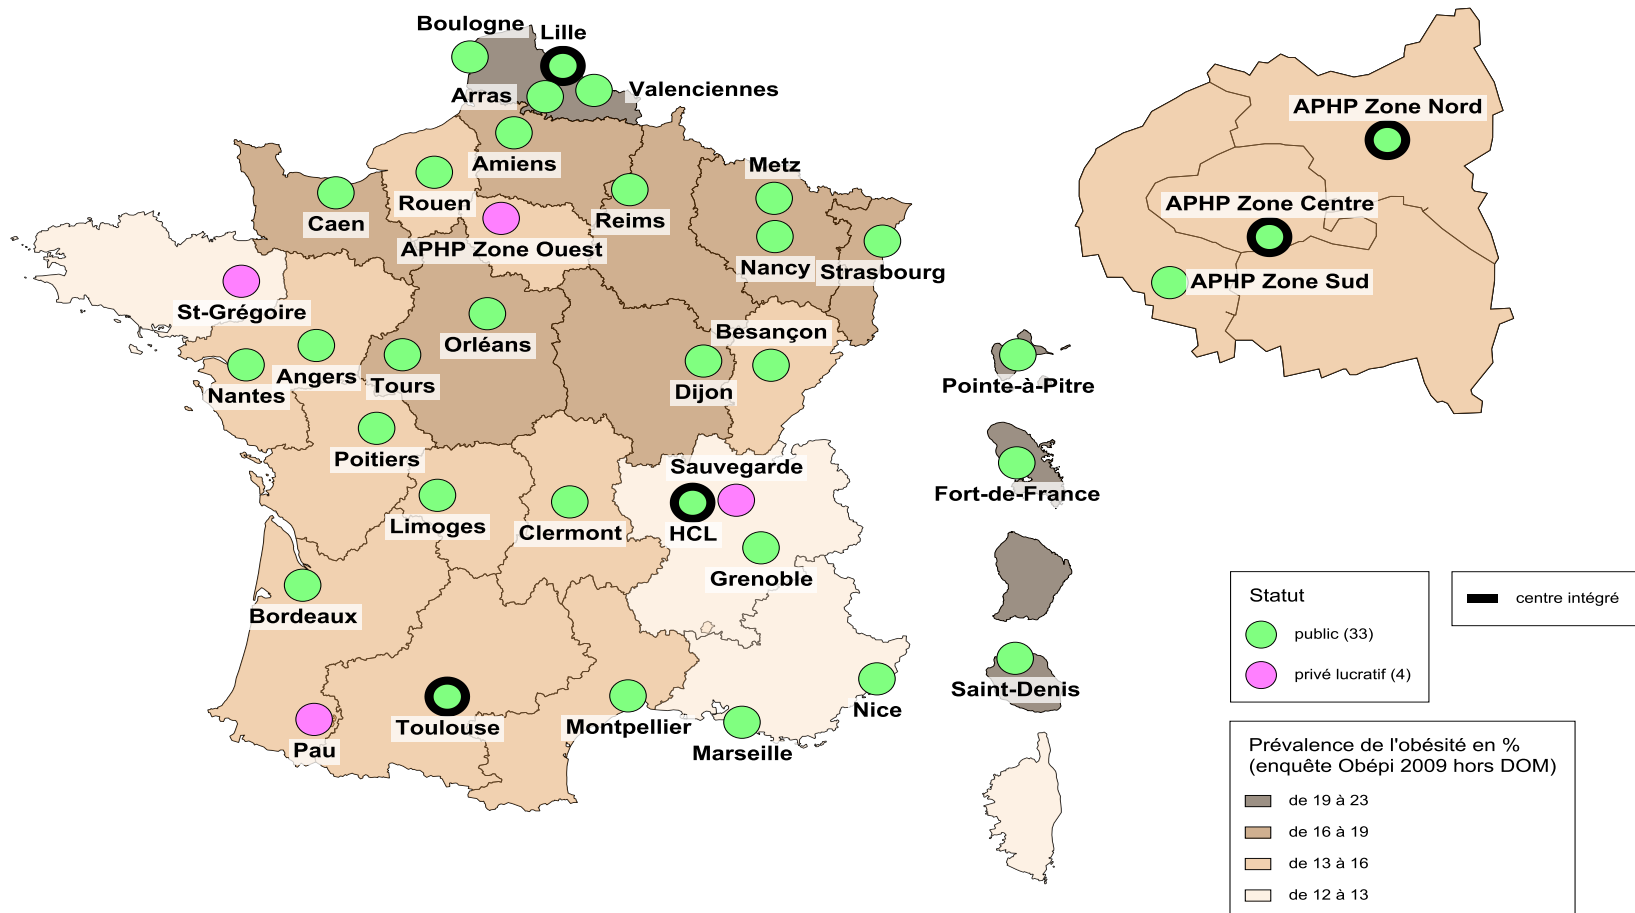 Boulogne
Lille
Arras
Valenciennes
APHP Zone Nord
Amiens
Metz
Rouen
Reims
Caen
APHP Zone Centre
APHP Zone Ouest
Nancy
Strasbourg
APHP Zone Sud
St-Grégoire
Orléans
Besançon
Angers
Tours
Nantes
Dijon
Pointe-à-Pitre
Poitiers
Sauvegarde
Fort-de-France
Limoges
Clermont
HCL
Grenoble
Bordeaux
Saint-Denis
Nice
Toulouse
Montpellier
Pau
Marseille
Statut
public (33)
privé lucratif (4)
centre intégré
Prévalence de l'obésité en %
(enquête Obépi 2009 hors DOM)
de 19 à 23
de 16 à 19
de 13 à 16
de 12 à 13